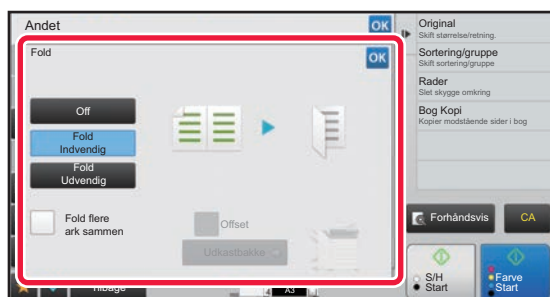 Andet
OK
Fold
OK
Off
Fold
Indvendig
Fold
Udvendig
Fold flere
ark sammen
Offset
Udkastbakke
Tilbage
4
A3
Original
Skift størrelse/retning.
Sortering/gruppe
Skift sortering/gruppe
Rader
Slet skygge omkring
Bog Kopi
Kopier modstående sider i bog
Forhåndsvis
CA
S/H
Start
Farve
Start